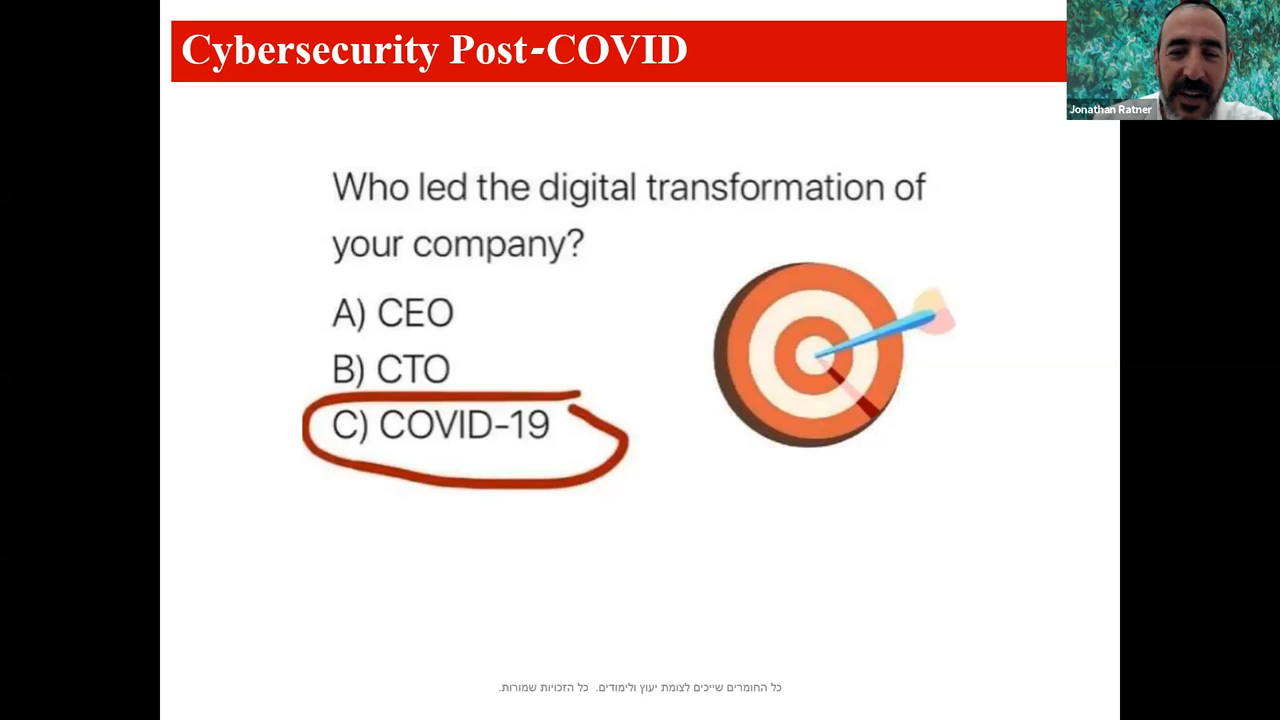 Cybersecurity Post-COVID
Jonathan Ratner
Who led the digital transformation of
your company?
A) CEO
B) CTO
C) COVID-19
כל החומרים שייכים לצומת יעוץ ולימודים. כל הזכויות שמורות.